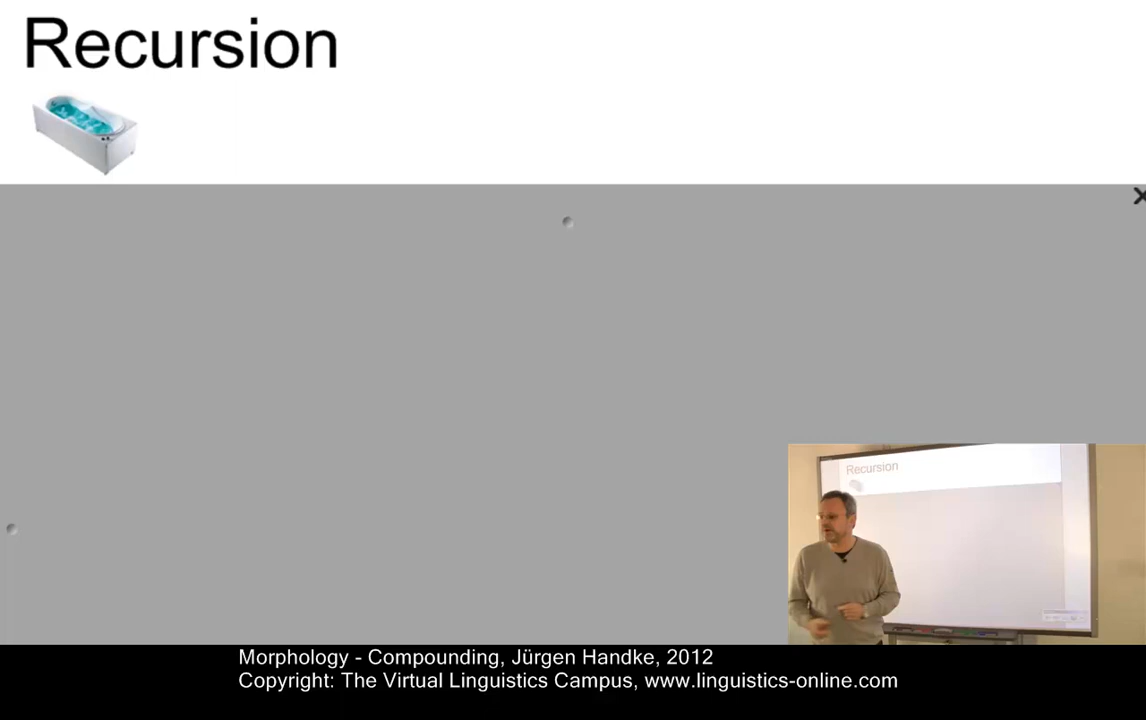 Recursion
Recursion
Morphology - Compounding, Jürgen Handke, 2012
Copyright: The Virtual Linguistics Campus, www.linguistics-online.com